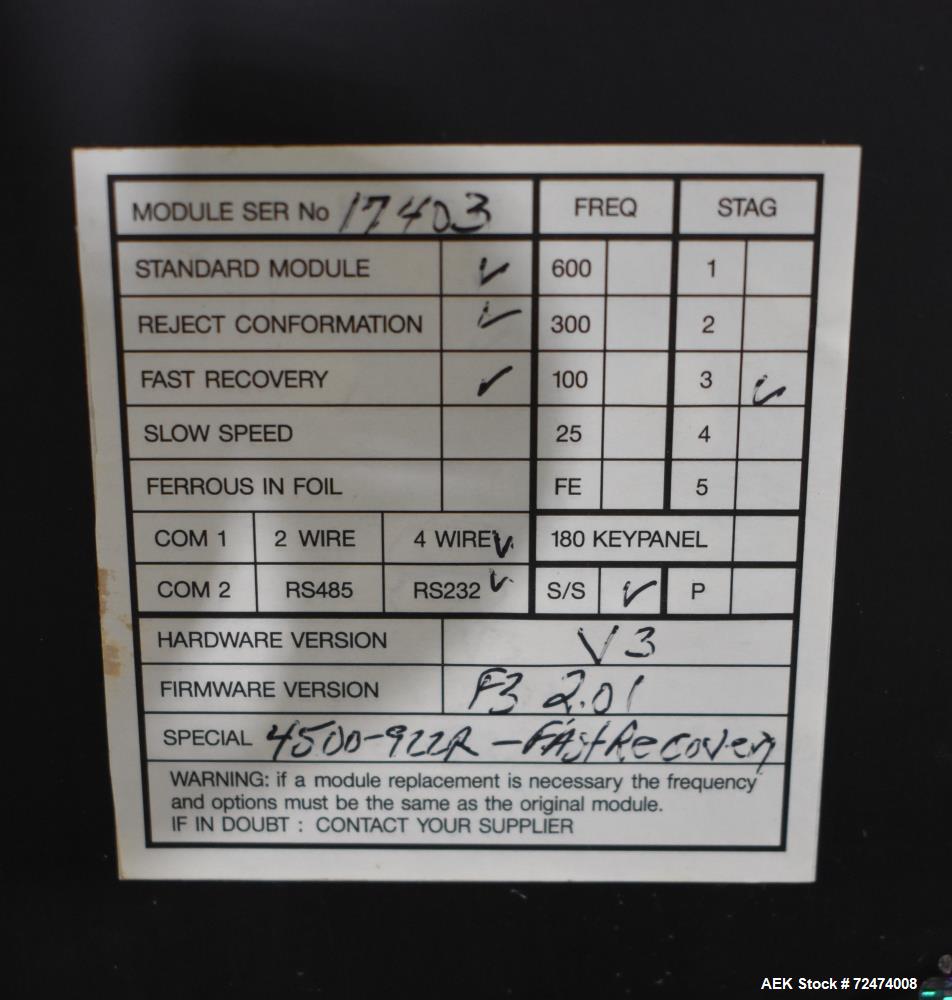 MODULE SER No 17403 FREQ STAG
STANDARD MODULE ✓ 600 1
REJECT CONFORMATION ✓ 300 2
FAST RECOVERY ✓ 100 3 ✓
SLOW SPEED 25 4
FERROUS IN FOIL FE 5
COM 1 2 WIRE 4 WIRE ✓ 180 KEYPANEL
COM 2 RS485 RS232 ✓ S/S ✓ P
HARDWARE VERSION V3
FIRMWARE VERSION F3 2.01
SPECIAL 4500-922R - FAst Recovery
WARNING: if a module replacement is necessary the frequency
and options must be the same as the original module.
IF IN DOUBT : CONTACT YOUR SUPPLIER
AEK Stock # 72474008